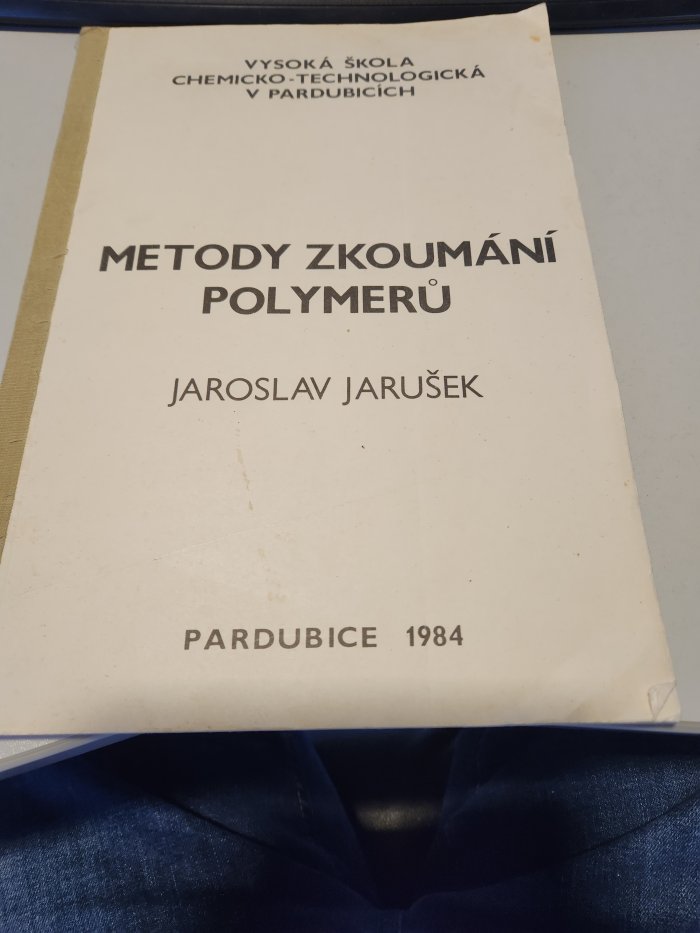 VYSOKÁ ŠKOLA
CHEMICKO-TECHNOLOGICKÁ
V PARDUBICÍCH
METODY ZKOUMÁNÍ
POLYMERŮ
JAROSLAV JARUŠEK
PARDUBICE 1984